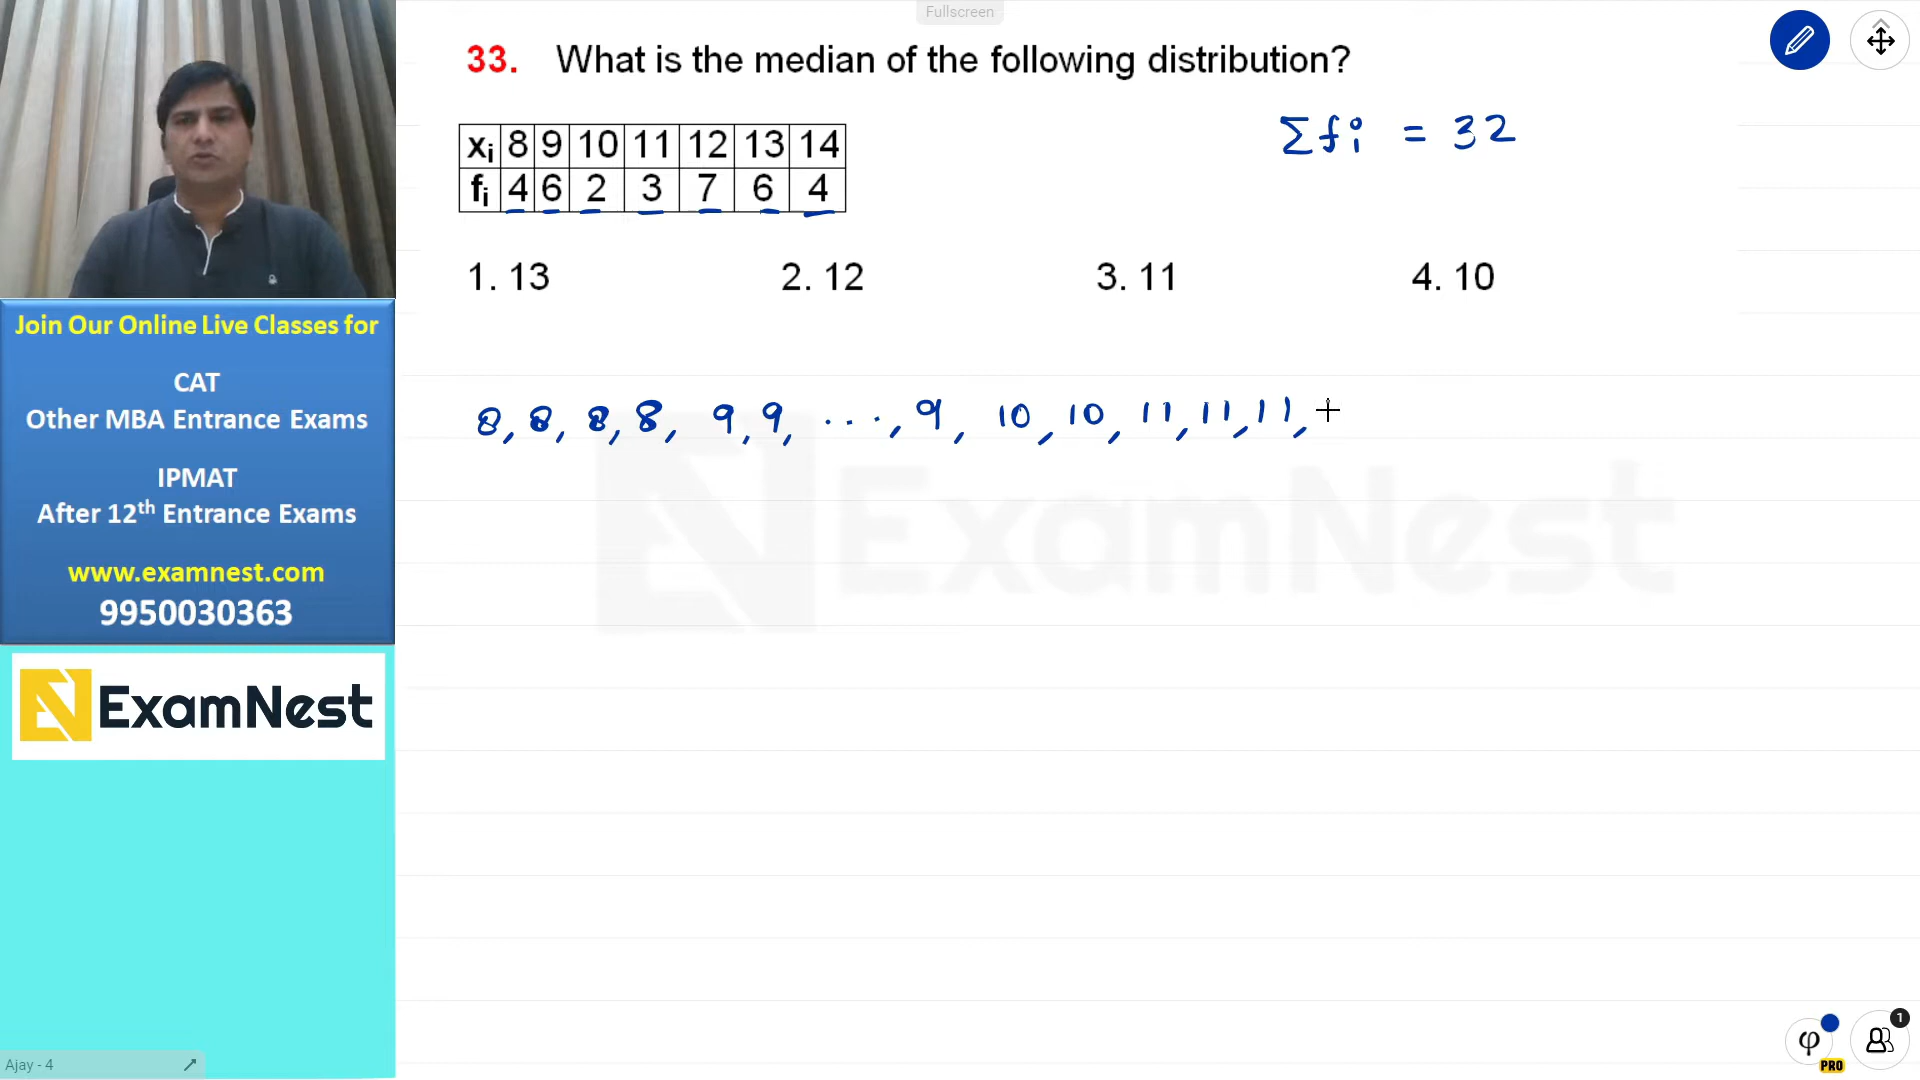 Fullscreen
33. What is the median of the following distribution?
Σfi = 32
xi 8 9 10 11 12 13 14
fi 4 6 2 3 7 6 4
1. 13 2. 12 3. 11 4. 10
8, 8, 8, 8, 9, 9, ..., 9, 10, 10, 11, 11, 11,
ExamNest
Join Our Online Live Classes for
CAT
Other MBA Entrance Exams
IPMAT
After 12th Entrance Exams
www.examnest.com
9950030363
ExamNest
Ajay - 4
φ
PRO
1